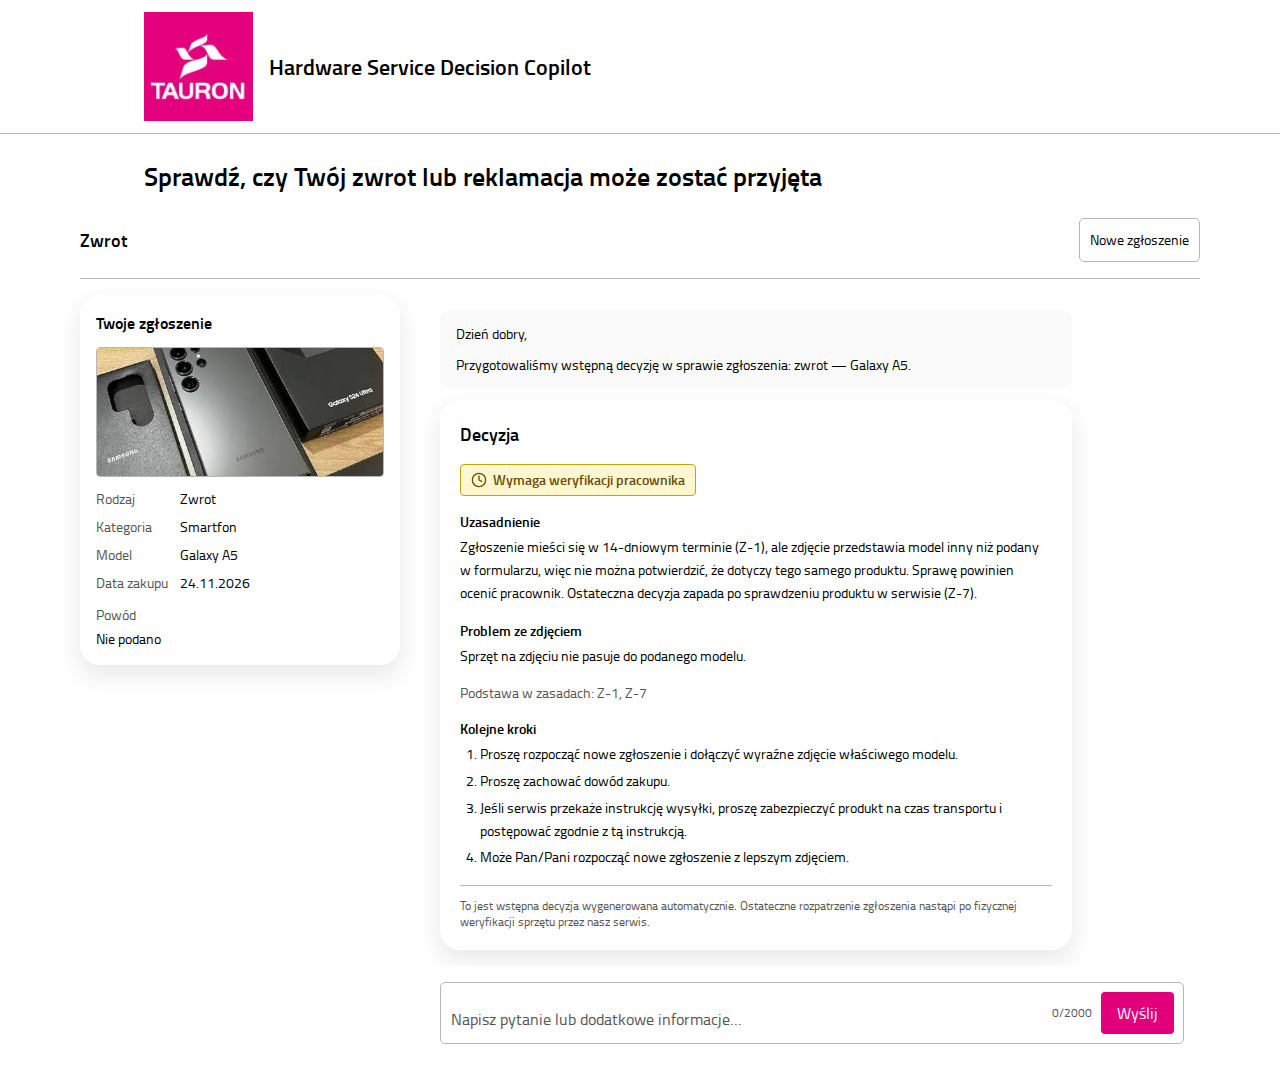 TAURON
Hardware Service Decision Copilot
Sprawdź, czy Twój zwrot lub reklamacja może zostać przyjęta
Zwrot
Nowe zgłoszenie
Twoje zgłoszenie
SAMSUNG
SAMSUNG
Galaxy S24 Ultra
Rodzaj Zwrot
Kategoria Smartfon
Model Galaxy A5
Data zakupu 24.11.2026
Powód
Nie podano
Dzień dobry,
Przygotowaliśmy wstępną decyzję w sprawie zgłoszenia: zwrot — Galaxy A5.
Decyzja
Wymaga weryfikacji pracownika
Uzasadnienie
Zgłoszenie mieści się w 14-dniowym terminie (Z-1), ale zdjęcie przedstawia model inny niż podany
w formularzu, więc nie można potwierdzić, że dotyczy tego samego produktu. Sprawę powinien
ocenić pracownik. Ostateczna decyzja zapada po sprawdzeniu produktu w serwisie (Z-7).
Problem ze zdjęciem
Sprzęt na zdjęciu nie pasuje do podanego modelu.
Podstawa w zasadach: Z-1, Z-7
Kolejne kroki
1. Proszę rozpocząć nowe zgłoszenie i dołączyć wyraźne zdjęcie właściwego modelu.
2. Proszę zachować dowód zakupu.
3. Jeśli serwis przekaże instrukcję wysyłki, proszę zabezpieczyć produkt na czas transportu i
postępować zgodnie z tą instrukcją.
4. Może Pan/Pani rozpocząć nowe zgłoszenie z lepszym zdjęciem.
To jest wstępna decyzja wygenerowana automatycznie. Ostateczne rozpatrzenie zgłoszenia nastąpi po fizycznej
weryfikacji sprzętu przez nasz serwis.
Napisz pytanie lub dodatkowe informacje...
0/2000
Wyślij